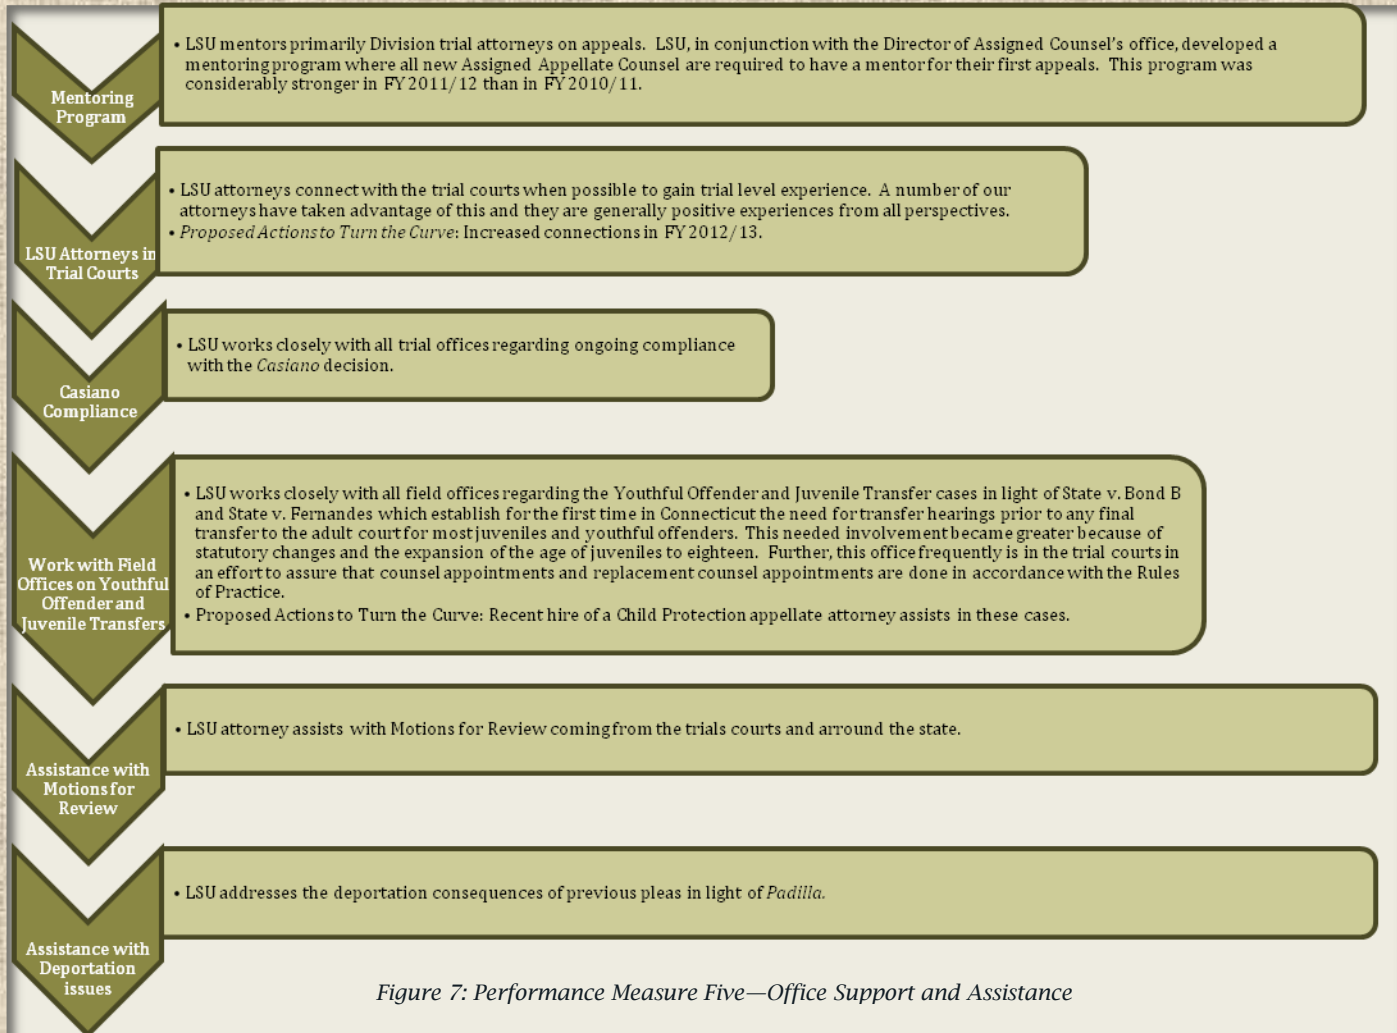 Mentoring
Program
• LSU mentors primarily Division trial attorneys on appeals. LSU, in conjunction with the Director of Assigned Counsel's office, developed a
mentoring program where all new Assigned Appellate Counsel are required to have a mentor for their first appeals. This program was
considerably stronger in FY 2011/12 than in FY 2010/11.
LSU Attorneys in
Trial Courts
• LSU attorneys connect with the trial courts when possible to gain trial level experience. A number of our
attorneys have taken advantage of this and they are generally positive experiences from all perspectives.
• Proposed Actions to Turn the Curve: Increased connections in FY 2012/13.
Casiano
Compliance
• LSU works closely with all trial offices regarding ongoing compliance
with the Casiano decision.
Work with Field
Offices on Youthful
Offender and
Juvenile Transfers
• LSU works closely with all field offices regarding the Youthful Offender and Juvenile Transfer cases in light of State v. Bond B
and State v. Fernandes which establish for the first time in Connecticut the need for transfer hearings prior to any final
transfer to the adult court for most juveniles and youthful offenders. This needed involvement became greater because of
statutory changes and the expansion of the age of juveniles to eighteen. Further, this office frequently is in the trial courts in
an effort to assure that counsel appointments and replacement counsel appointments are done in accordance with the Rules
of Practice.
• Proposed Actions to Turn the Curve: Recent hire of a Child Protection appellate attorney assists in these cases.
Assistance with
Motions for
Review
• LSU attorney assists with Motions for Review coming from the trials courts and arround the state.
Assistance with
Deportation
issues
• LSU addresses the deportation consequences of previous pleas in light of Padilla.
Figure 7: Performance Measure Five—Office Support and Assistance